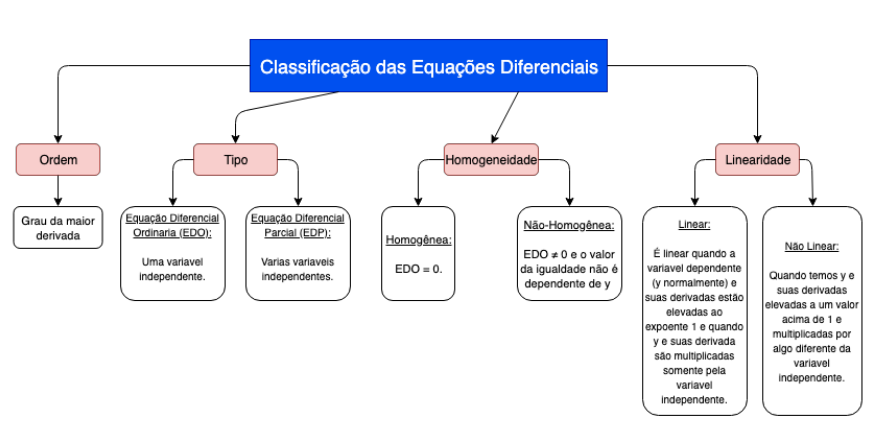 Classificação das Equações Diferenciais
Ordem
Tipo
Homogeneidade
Linearidade
Grau da maior
derivada
Equação Diferencial
Ordinaria (EDO):
Uma variavel
independente.
Equação Diferencial
Parcial (EDP):
Varias variaveis
independentes.
Homogênea:
EDO = 0.
Não-Homogênea:
EDO ≠ 0 e o valor
da igualdade não é
dependente de y
Linear:
É linear quando a
variavel dependente
(y normalmente) e
suas derivadas estão
elevadas ao
expoente 1 e quando
y e suas derivada
são multiplicadas
somente pela
variavel
independente.
Não Linear:
Quando temos y e
suas derivadas
elevadas a um valor
acima de 1 e
multiplicadas por
algo diferente da
variavel
independente.